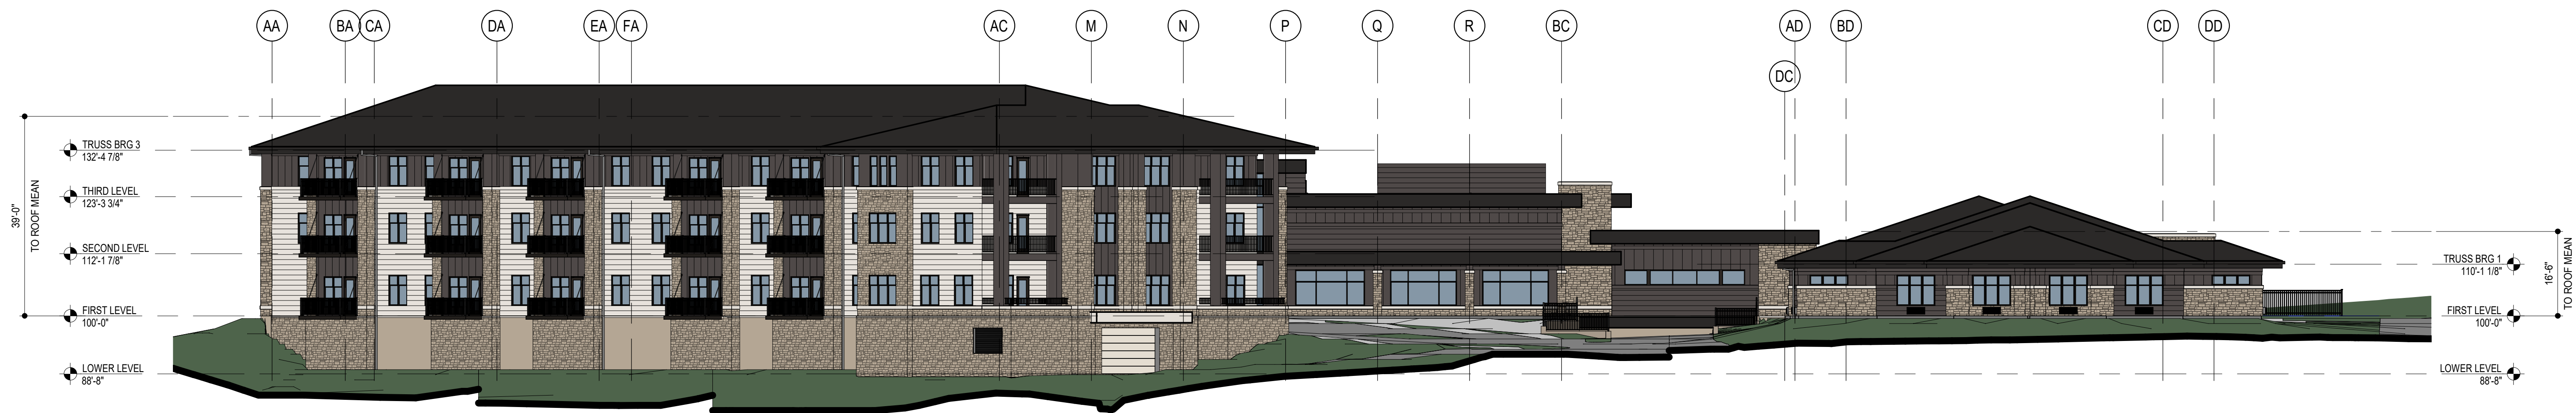 AA
BA
CA
DA
EA
FA
AC
M
N
P
Q
R
BC
AD
BD
CD
DD
DC
TRUSS BRG 3
132'-4 7/8"
THIRD LEVEL
123'-3 3/4"
SECOND LEVEL
112'-1 7/8"
FIRST LEVEL
100'-0"
LOWER LEVEL
88'-8"
39'-0"
TO ROOF MEAN
TRUSS BRG 1
110'-1 1/8"
FIRST LEVEL
100'-0"
LOWER LEVEL
88'-8"
16'-6"
TO ROOF MEAN